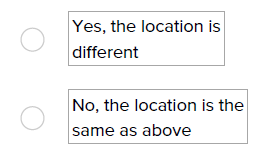 Yes, the location is
different
No, the location is the
same as above